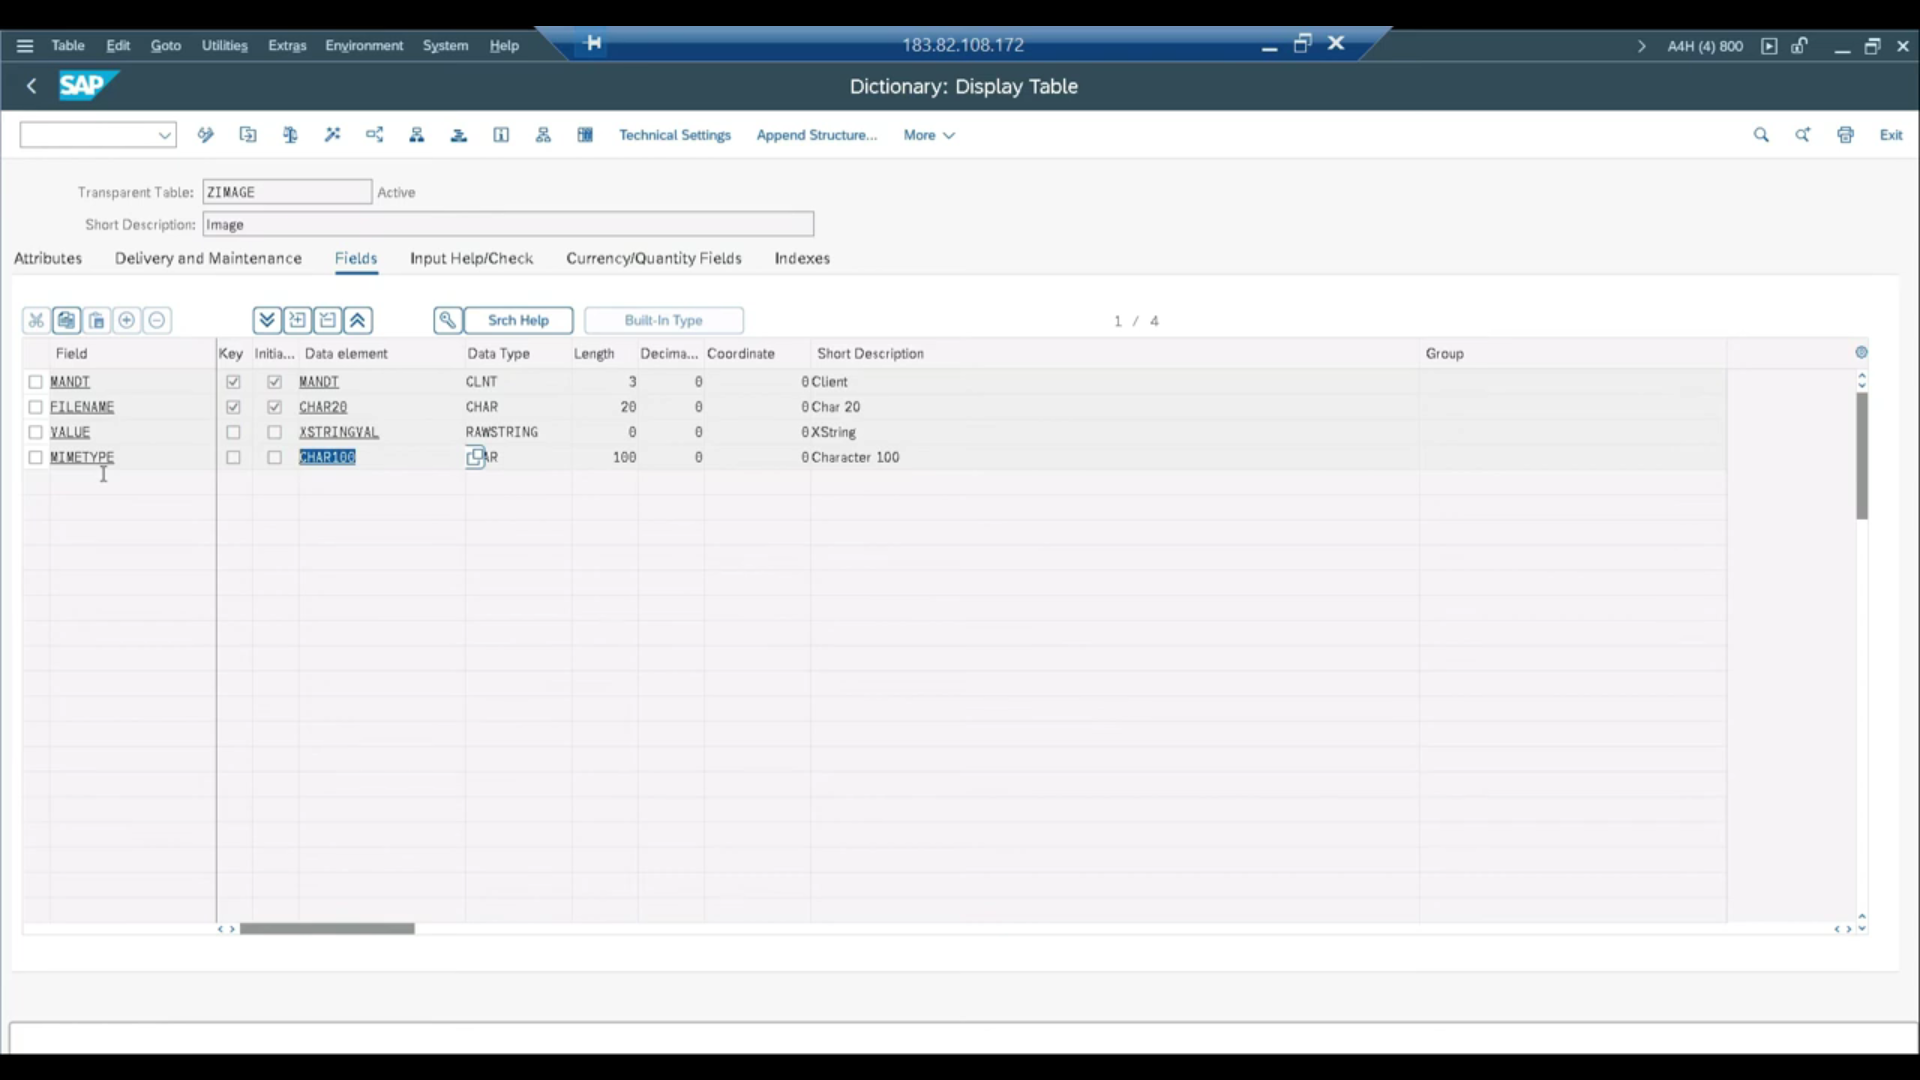 Table Edit Goto Utilities Extras Environment System Help 183.82.108.172 A4H (4) 800
SAP Dictionary: Display Table
Technical Settings Append Structure... More Exit
Transparent Table: ZIMAGE Active
Short Description: Image
Attributes Delivery and Maintenance Fields Input Help/Check Currency/Quantity Fields Indexes
Srch Help Built-In Type 1 / 4
Field Key Initia... Data element Data Type Length Decima... Coordinate Short Description Group
MANDT MANDT CLNT 3 0 0 Client
FILENAME CHAR20 CHAR 20 0 0 Char 20
VALUE XSTRINGVAL RAWSTRING 0 0 0 XString
MIMETYPE CHAR100 AR 100 0 0 Character 100